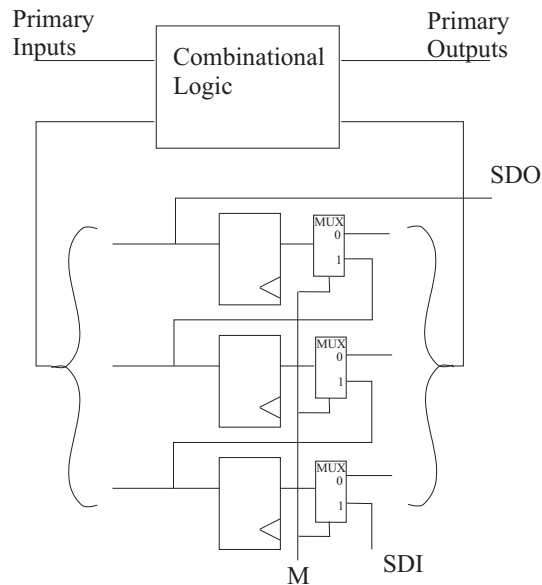 Primary
Inputs
Combinational
Logic
Primary
Outputs
SDO
MUX
0
1
MUX
0
1
MUX
0
1
SDI
M